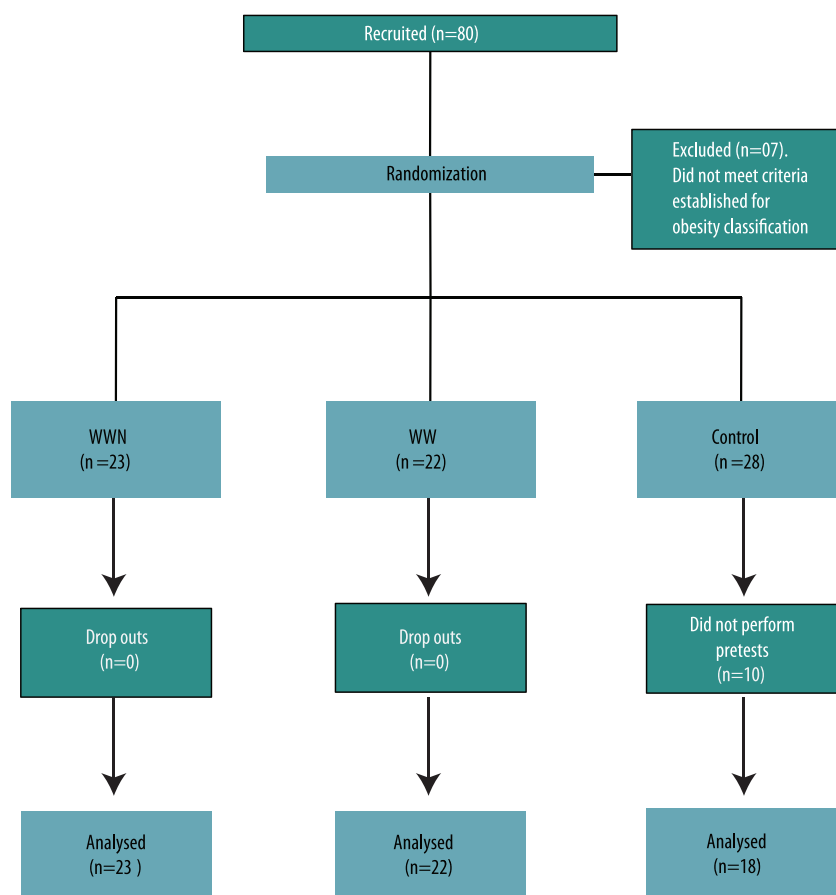 Recruited (n=80)
Randomization
Excluded (n=07).
Did not meet criteria
established for
obesity classification
WWN
(n =23)
WW
(n =22)
Control
(n =28)
Drop outs
(n=0)
Drop outs
(n=0)
Did not perform
pretests
(n=10)
Analysed
(n=23 )
Analysed
(n=22)
Analysed
(n=18)